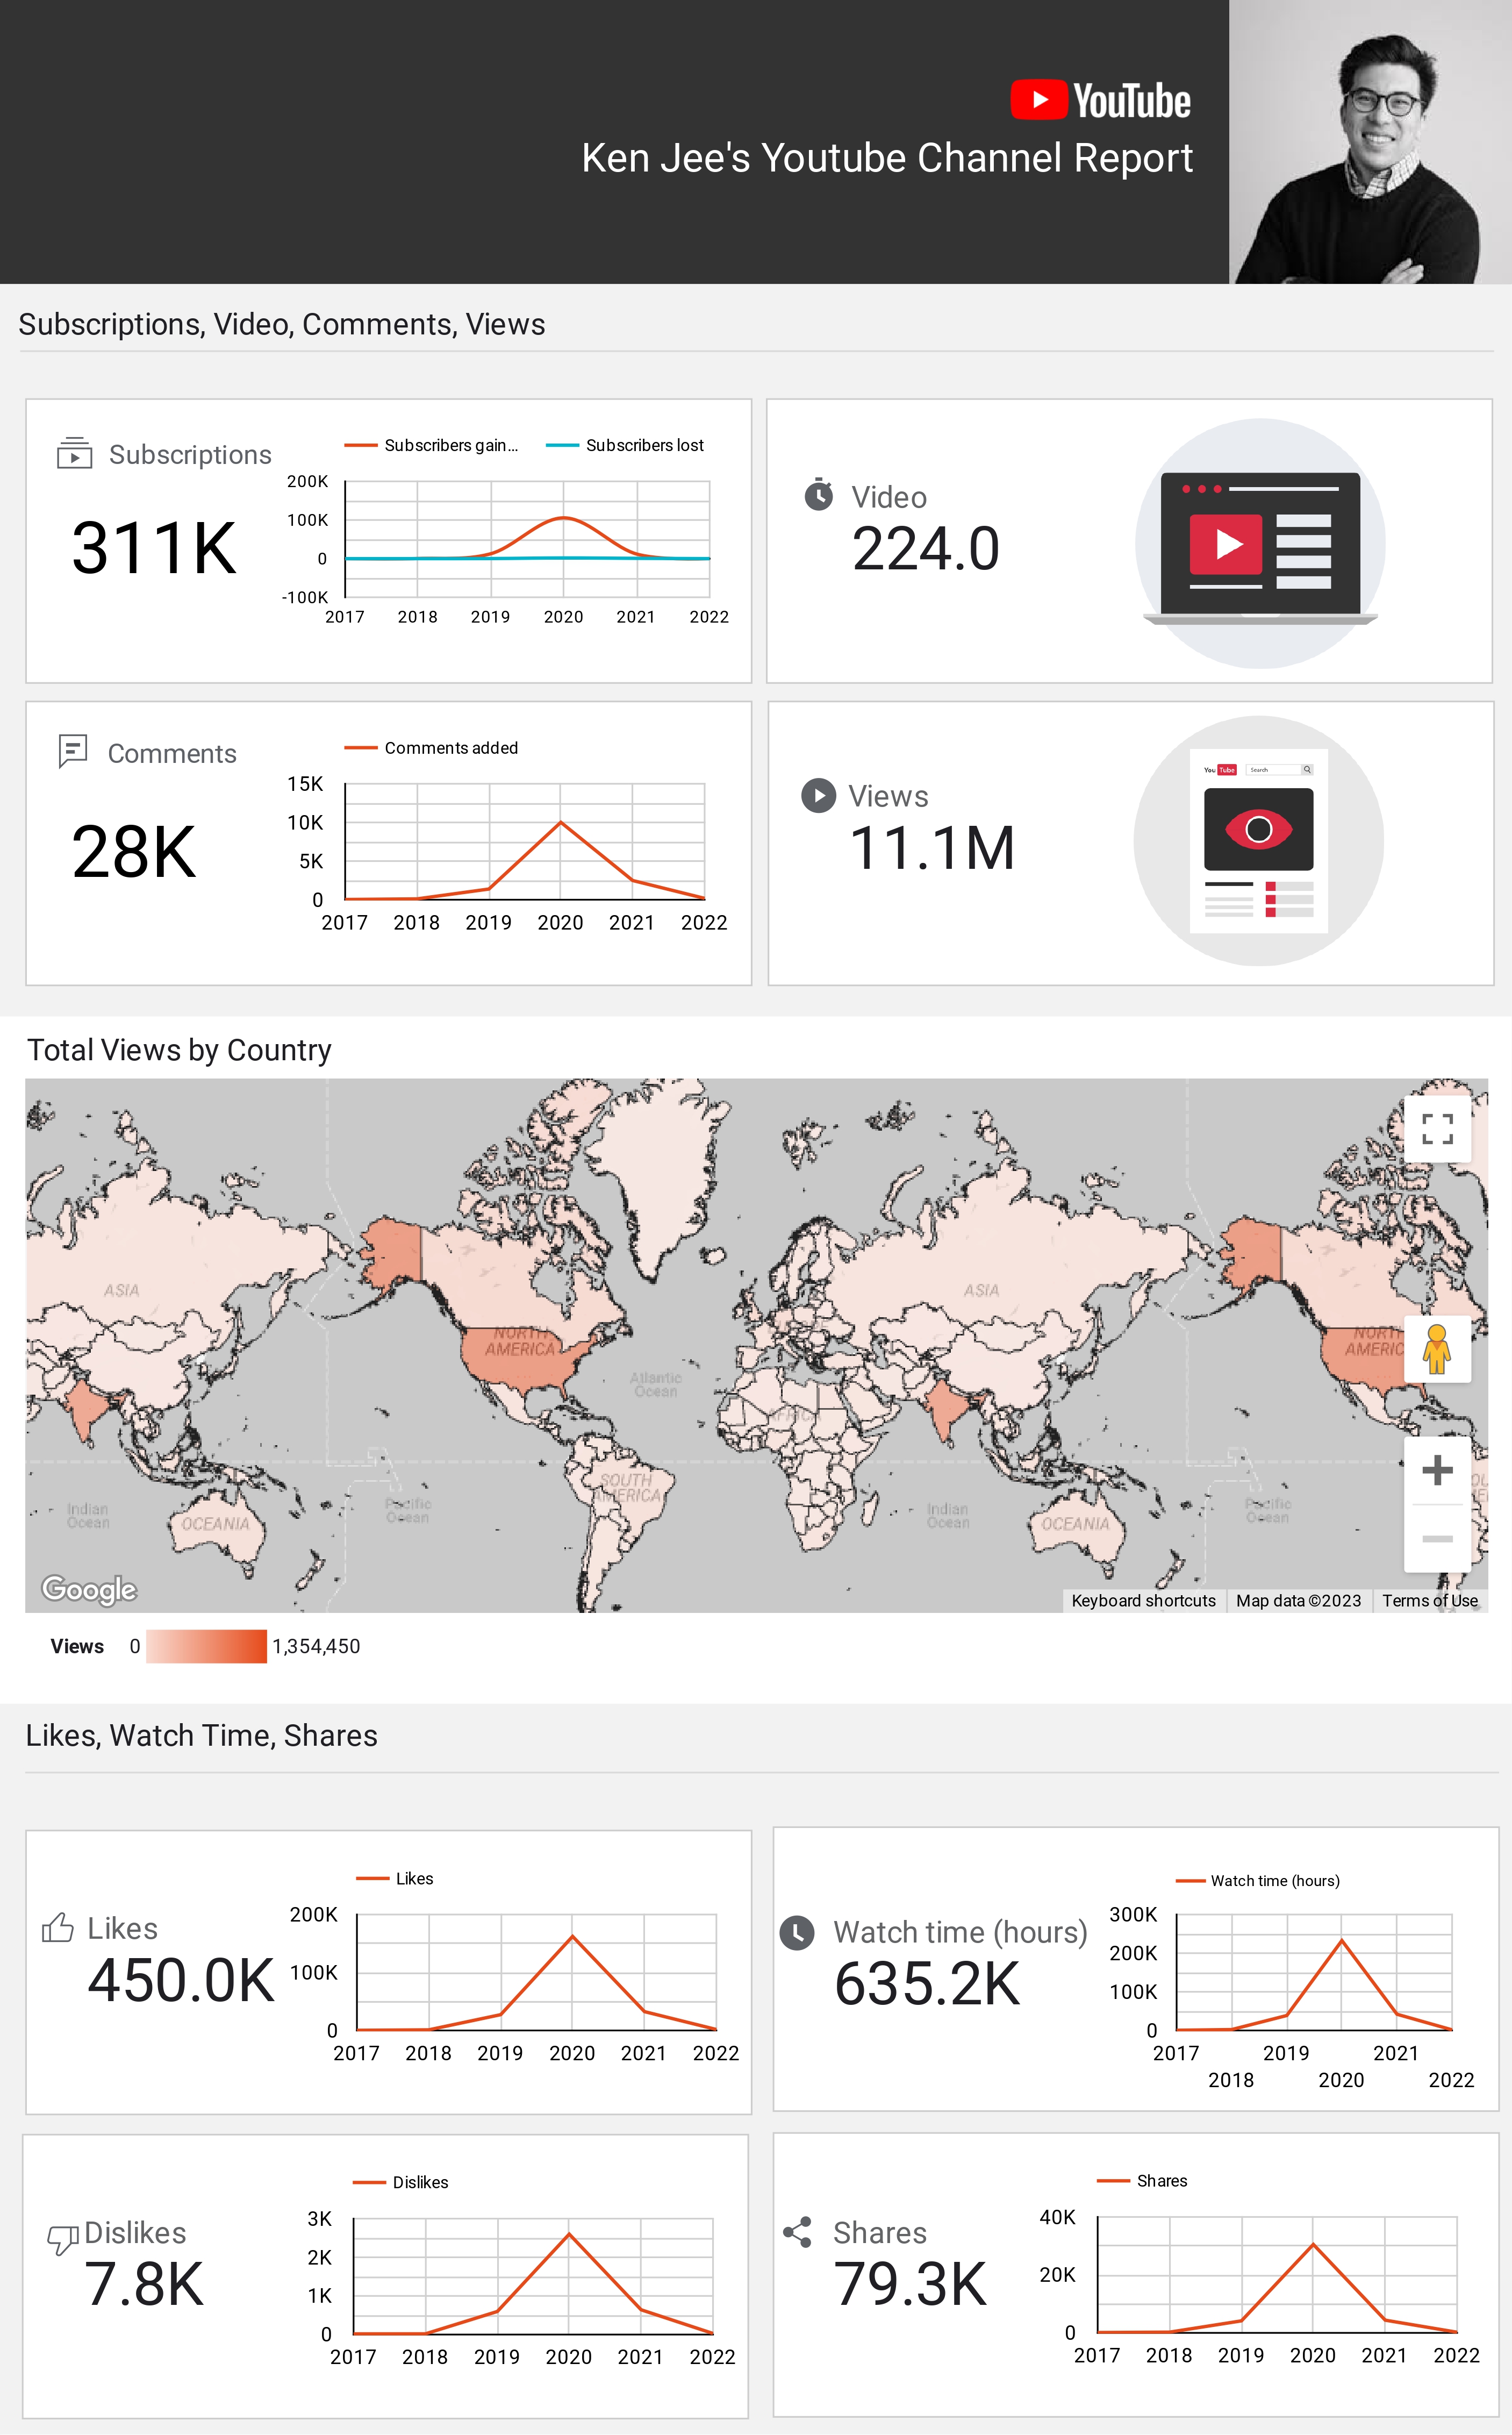 YouTube
Ken Jee's Youtube Channel Report
Subscriptions, Video, Comments, Views
Subscriptions
311K
Subscribers gain...
Subscribers lost
200K
100K
0
-100K
2017 2018 2019 2020 2021 2022
Video
224.0
Comments
28K
Comments added
15K
10K
5K
0
2017 2018 2019 2020 2021 2022
Views
11.1M
You Tube
Search
Total Views by Country
ASIA
NORTH
AMERICA
Atlantic
Ocean
AFRICA
ASIA
NORTH
AMERIC
SOUTH
AMERICA
Indian
Ocean
OCEANIA
Pacific
Ocean
Indian
Ocean
OCEANIA
Pacific
Ocean
Google
Keyboard shortcuts
Map data ©2023
Terms of Use
Views 0 1,354,450
Likes, Watch Time, Shares
Likes
450.0K
Likes
200K
100K
0
2017 2018 2019 2020 2021 2022
Watch time (hours)
635.2K
Watch time (hours)
300K
200K
100K
0
2017 2019 2021
2018 2020 2022
Dislikes
7.8K
Dislikes
3K
2K
1K
0
2017 2018 2019 2020 2021 2022
Shares
79.3K
Shares
40K
20K
0
2017 2018 2019 2020 2021 2022